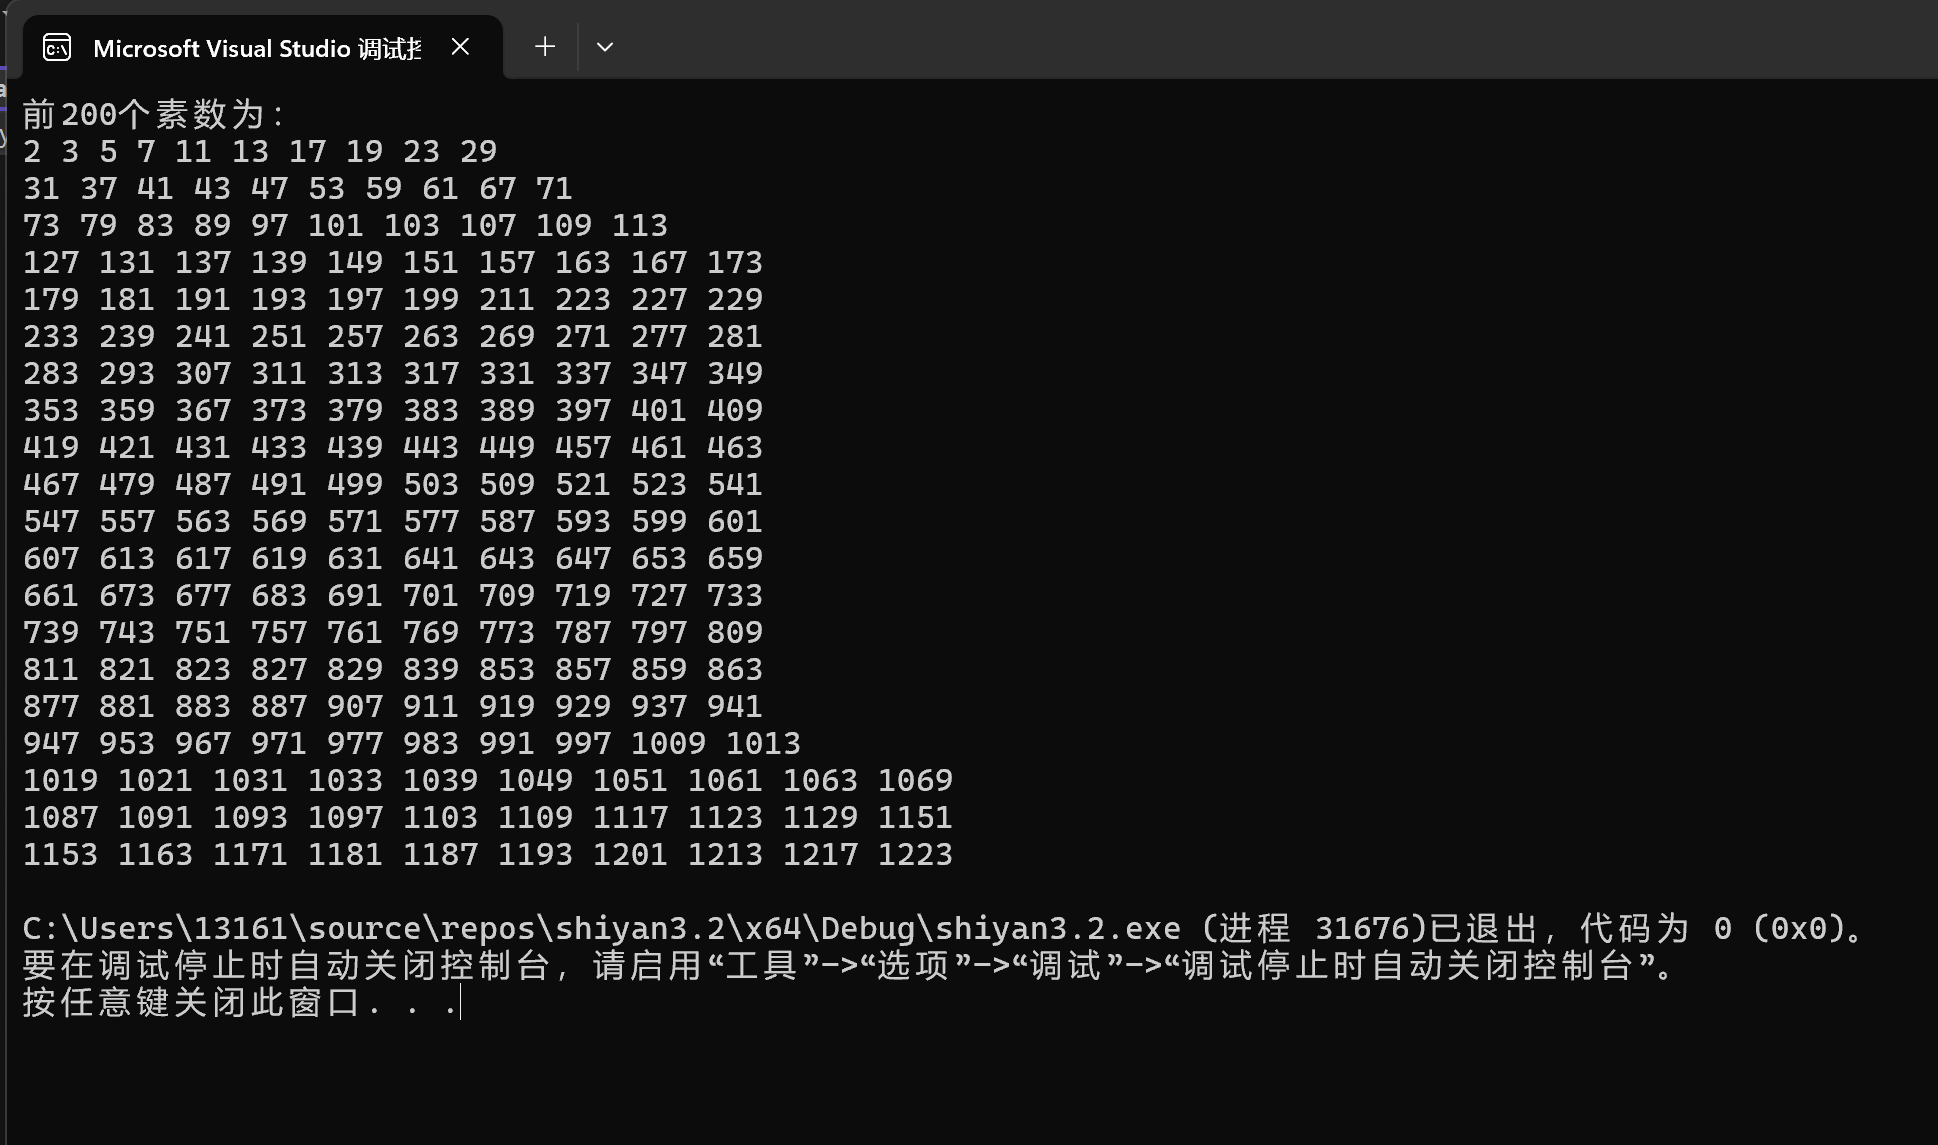 Microsoft Visual Studio 调试控
前200个素数为:
2 3 5 7 11 13 17 19 23 29
31 37 41 43 47 53 59 61 67 71
73 79 83 89 97 101 103 107 109 113
127 131 137 139 149 151 157 163 167 173
179 181 191 193 197 199 211 223 227 229
233 239 241 251 257 263 269 271 277 281
283 293 307 311 313 317 331 337 347 349
353 359 367 373 379 383 389 397 401 409
419 421 431 433 439 443 449 457 461 463
467 479 487 491 499 503 509 521 523 541
547 557 563 569 571 577 587 593 599 601
607 613 617 619 631 641 643 647 653 659
661 673 677 683 691 701 709 719 727 733
739 743 751 757 761 769 773 787 797 809
811 821 823 827 829 839 853 857 859 863
877 881 883 887 907 911 919 929 937 941
947 953 967 971 977 983 991 997 1009 1013
1019 1021 1031 1033 1039 1049 1051 1061 1063 1069
1087 1091 1093 1097 1103 1109 1117 1123 1129 1151
1153 1163 1171 1181 1187 1193 1201 1213 1217 1223
C:\Users\13161\source\repos\shiyan3.2\x64\Debug\shiyan3.2.exe (进程 31676)已退出，代码为 0 (0x0)。
要在调试停止时自动关闭控制台，请启用“工具”->“选项”->“调试”->“调试停止时自动关闭控制台”。
按任意键关闭此窗口. . .